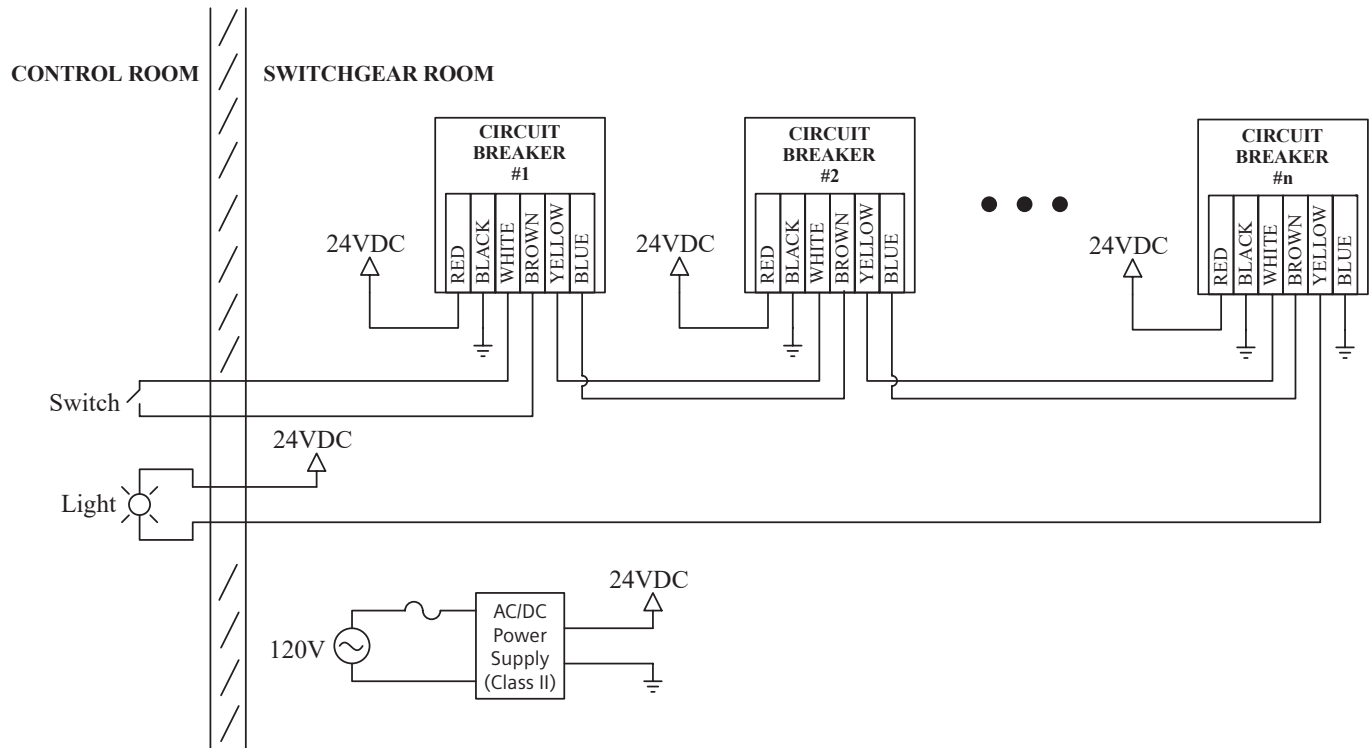 CONTROL ROOM
SWITCHGEAR ROOM
CIRCUIT
BREAKER
#1
RED
BLACK
WHITE
BROWN
YELLOW
BLUE
24VDC
CIRCUIT
BREAKER
#2
RED
BLACK
WHITE
BROWN
YELLOW
BLUE
24VDC
CIRCUIT
BREAKER
#n
RED
BLACK
WHITE
BROWN
YELLOW
BLUE
24VDC
Switch
24VDC
Light
24VDC
120V
AC/DC
Power
Supply
(Class II)